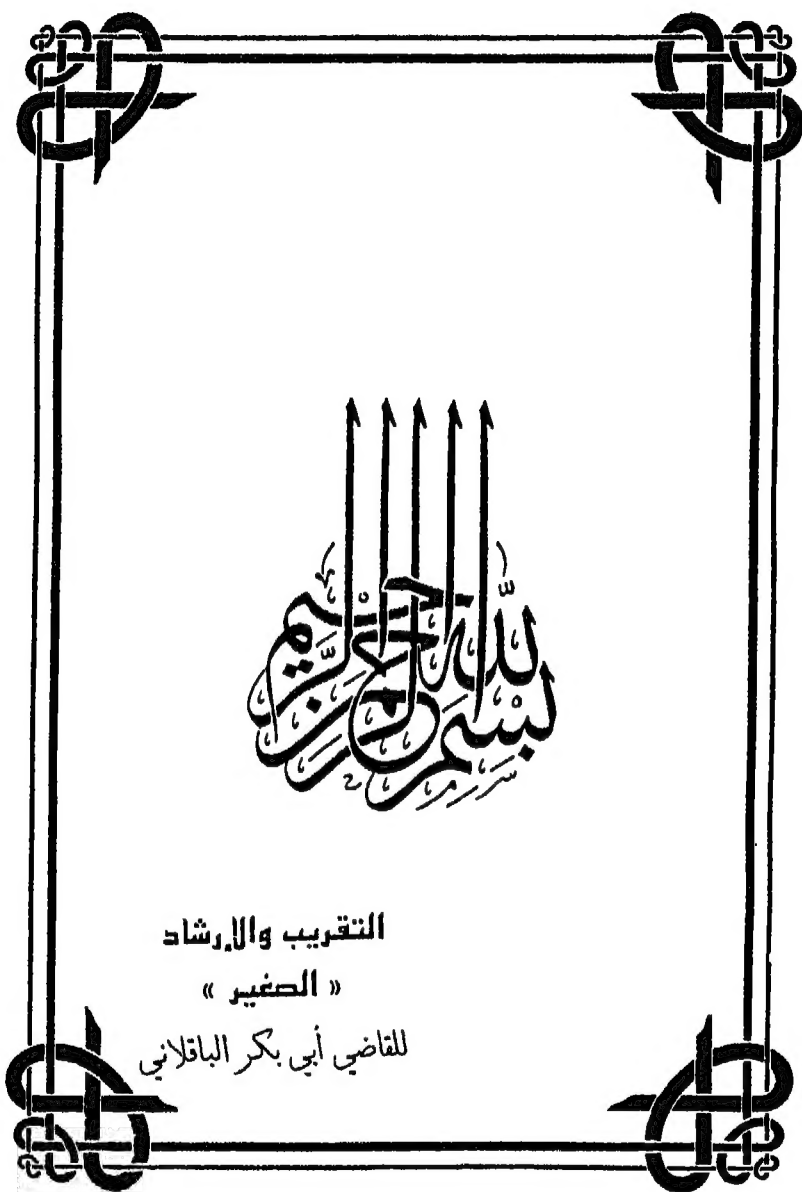 بسم الله الرحمن الرحيم
التقريب والإرشاد
« الصغير »
للقاضي أبي بكر الباقلاني